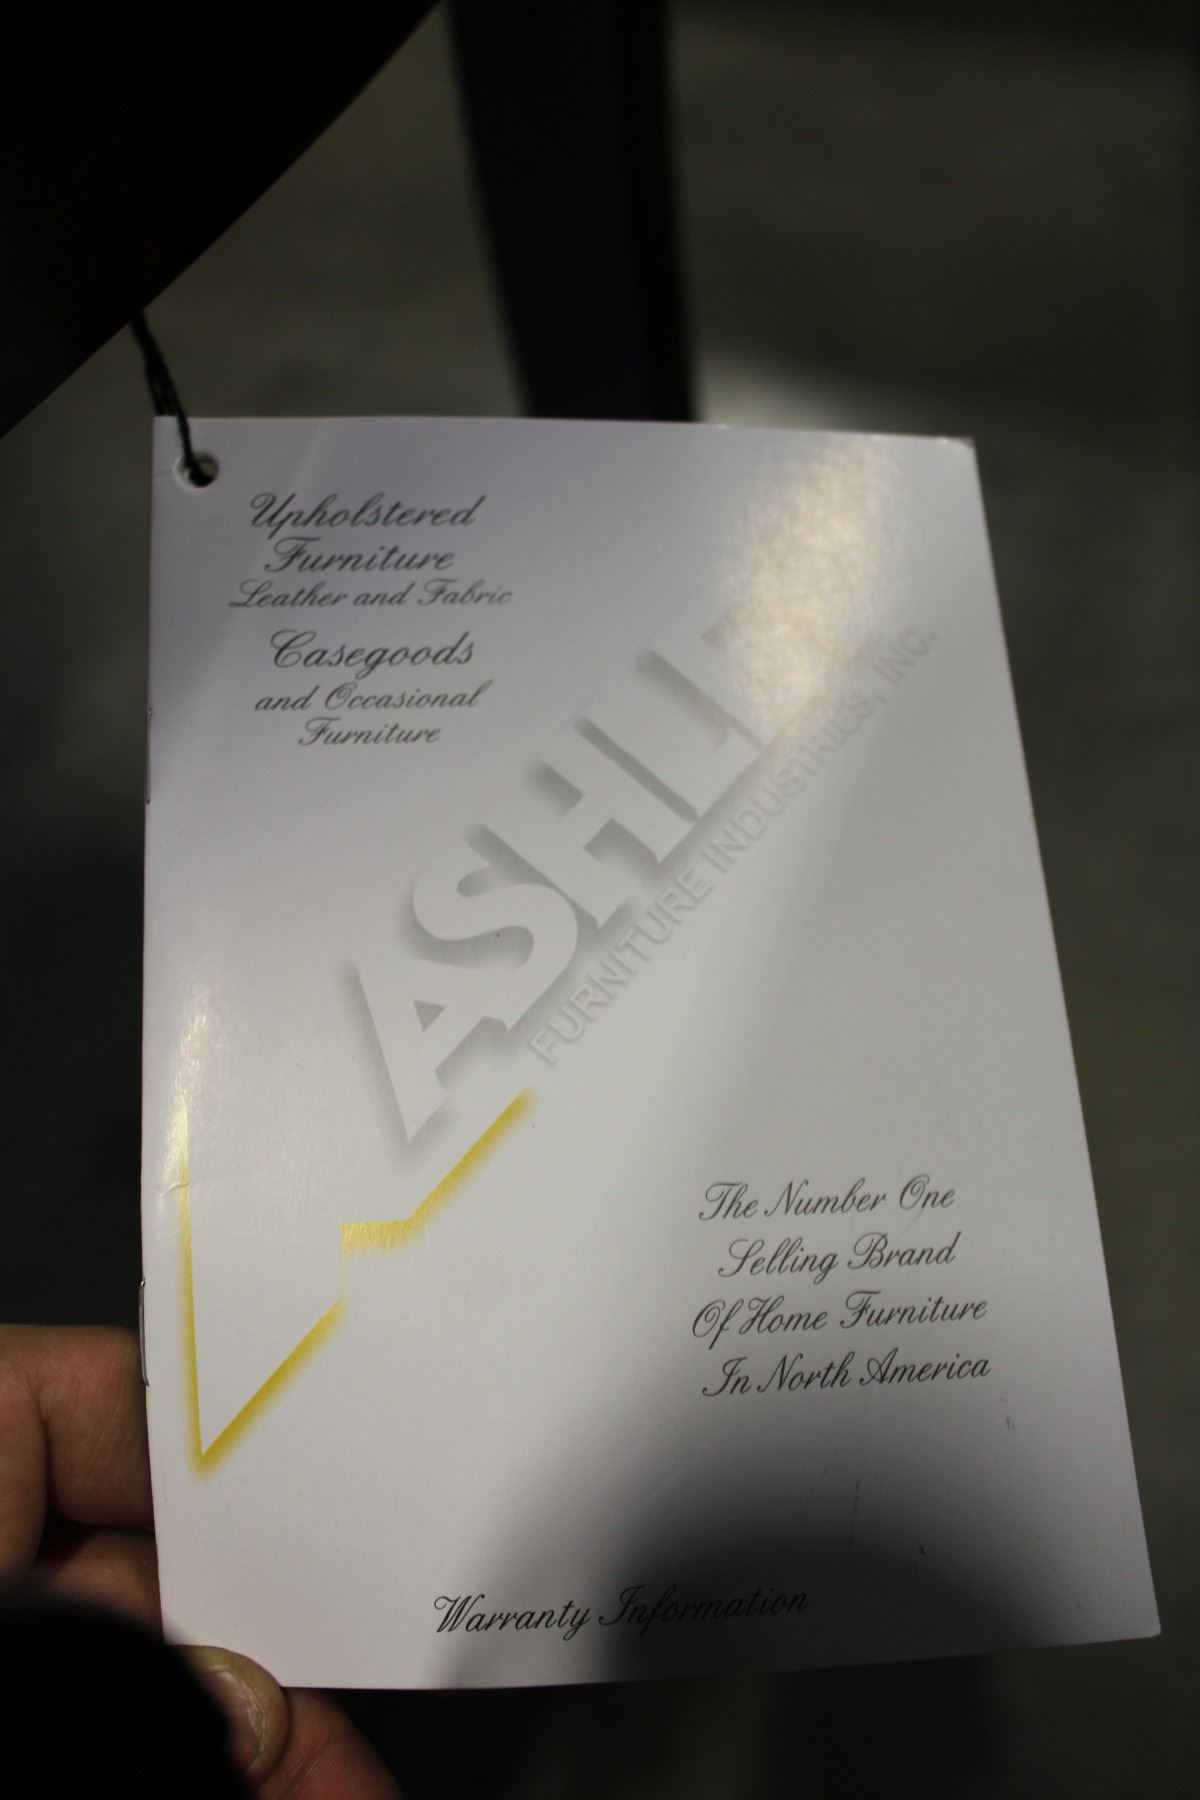 Upholstered
Furniture
Leather and Fabric
Casegoods
and Occasional
Furniture
FURNITURE INDUSTRIES, INC.
The Number One
Selling Brand
Of Home Furniture
In North America
Warranty Information